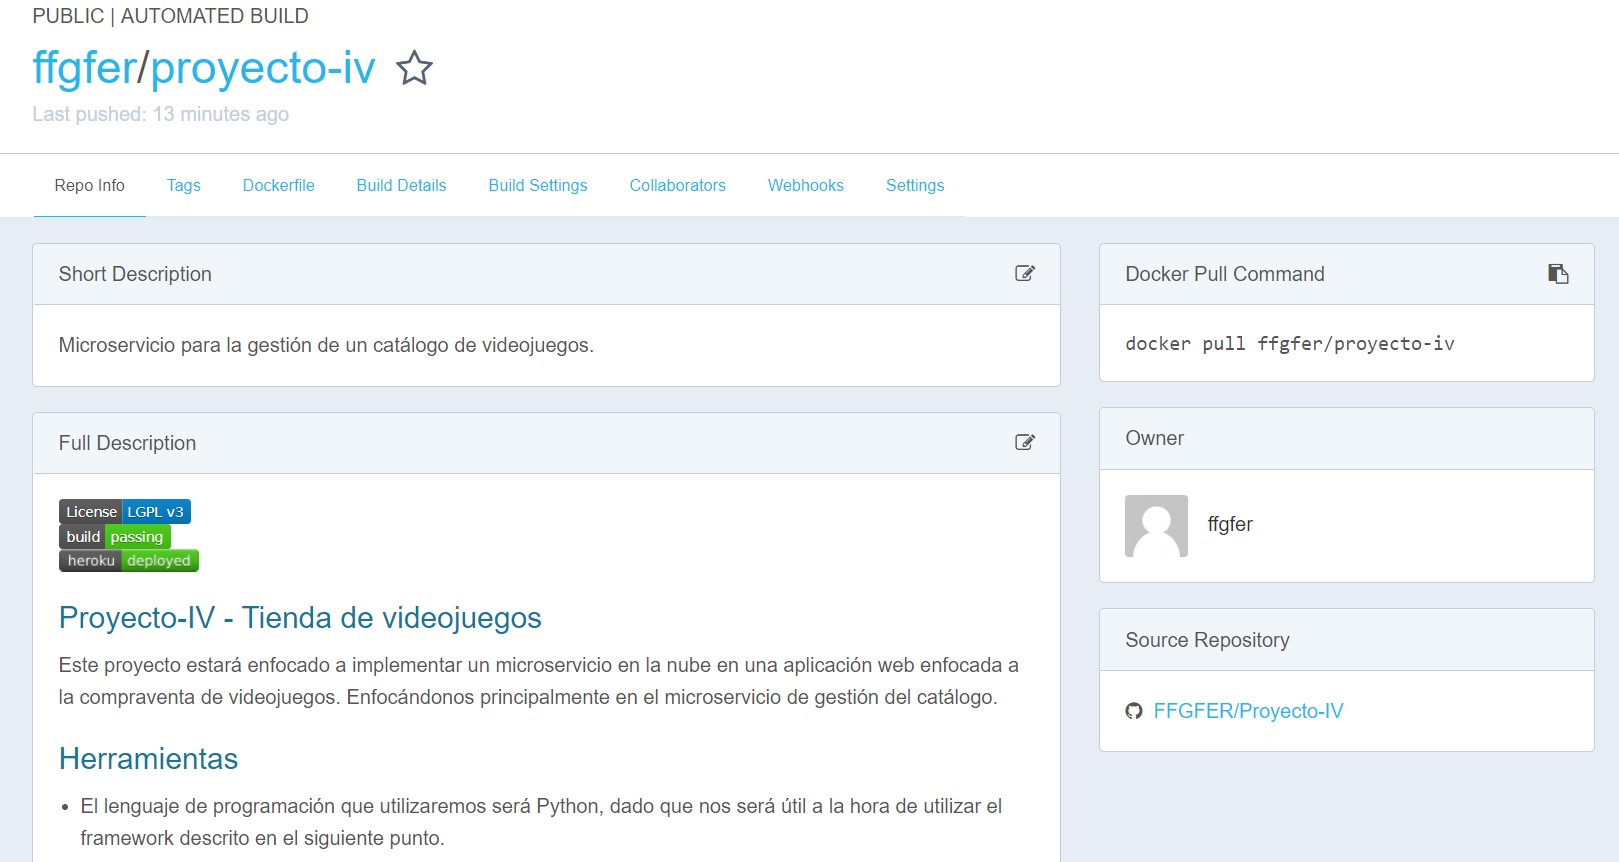 PUBLIC | AUTOMATED BUILD
ffgfer/proyecto-iv
Last pushed: 13 minutes ago
Repo Info
Tags
Dockerfile
Build Details
Build Settings
Collaborators
Webhooks
Settings
Short Description
Microservicio para la gestión de un catálogo de videojuegos.
Full Description
License LGPL v3
build passing
heroku deployed
Proyecto-IV - Tienda de videojuegos
Este proyecto estará enfocado a implementar un microservicio en la nube en una aplicación web enfocada a
la compraventa de videojuegos. Enfocándonos principalmente en el microservicio de gestión del catálogo.
Herramientas
• El lenguaje de programación que utilizaremos será Python, dado que nos será útil a la hora de utilizar el
framework descrito en el siguiente punto.
Docker Pull Command
docker pull ffgfer/proyecto-iv
Owner
ffgfer
Source Repository
FFGFER/Proyecto-IV